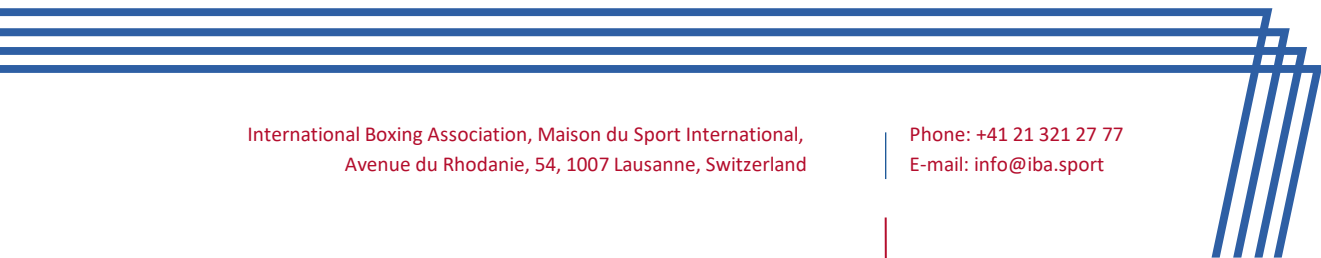 International Boxing Association, Maison du Sport International,
Avenue du Rhodanie, 54, 1007 Lausanne, Switzerland
Phone: +41 21 321 27 77
E-mail: info@iba.sport